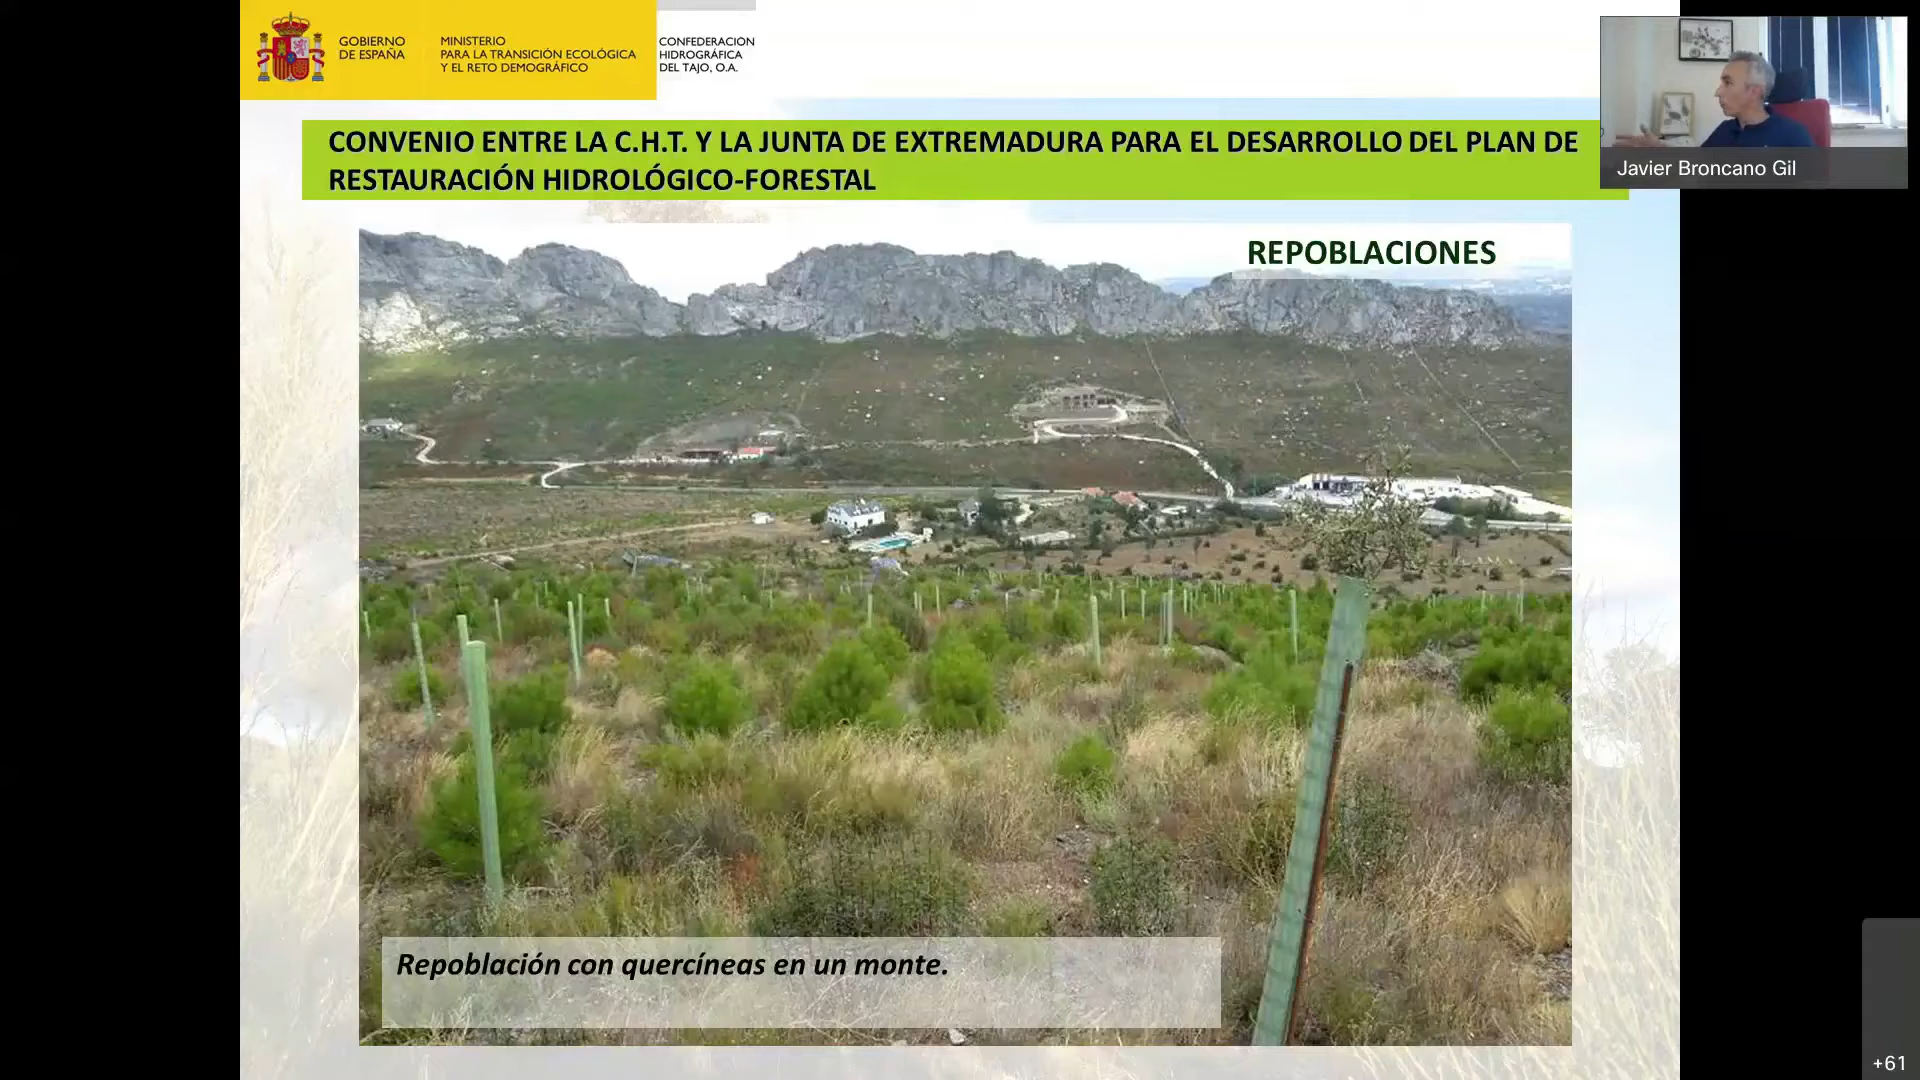 GOBIERNO
DE ESPAÑA
MINISTERIO
PARA LA TRANSICIÓN ECOLÓGICA
Y EL RETO DEMOGRÁFICO
CONFEDERACION
HIDROGRÁFICA
DEL TAJO, O.A.
CONVENIO ENTRE LA C.H.T. Y LA JUNTA DE EXTREMADURA PARA EL DESARROLLO DEL PLAN DE
RESTAURACIÓN HIDROLÓGICO-FORESTAL
Javier Broncano Gil
REPOBLACIONES
Repoblación con quercíneas en un monte.
+61